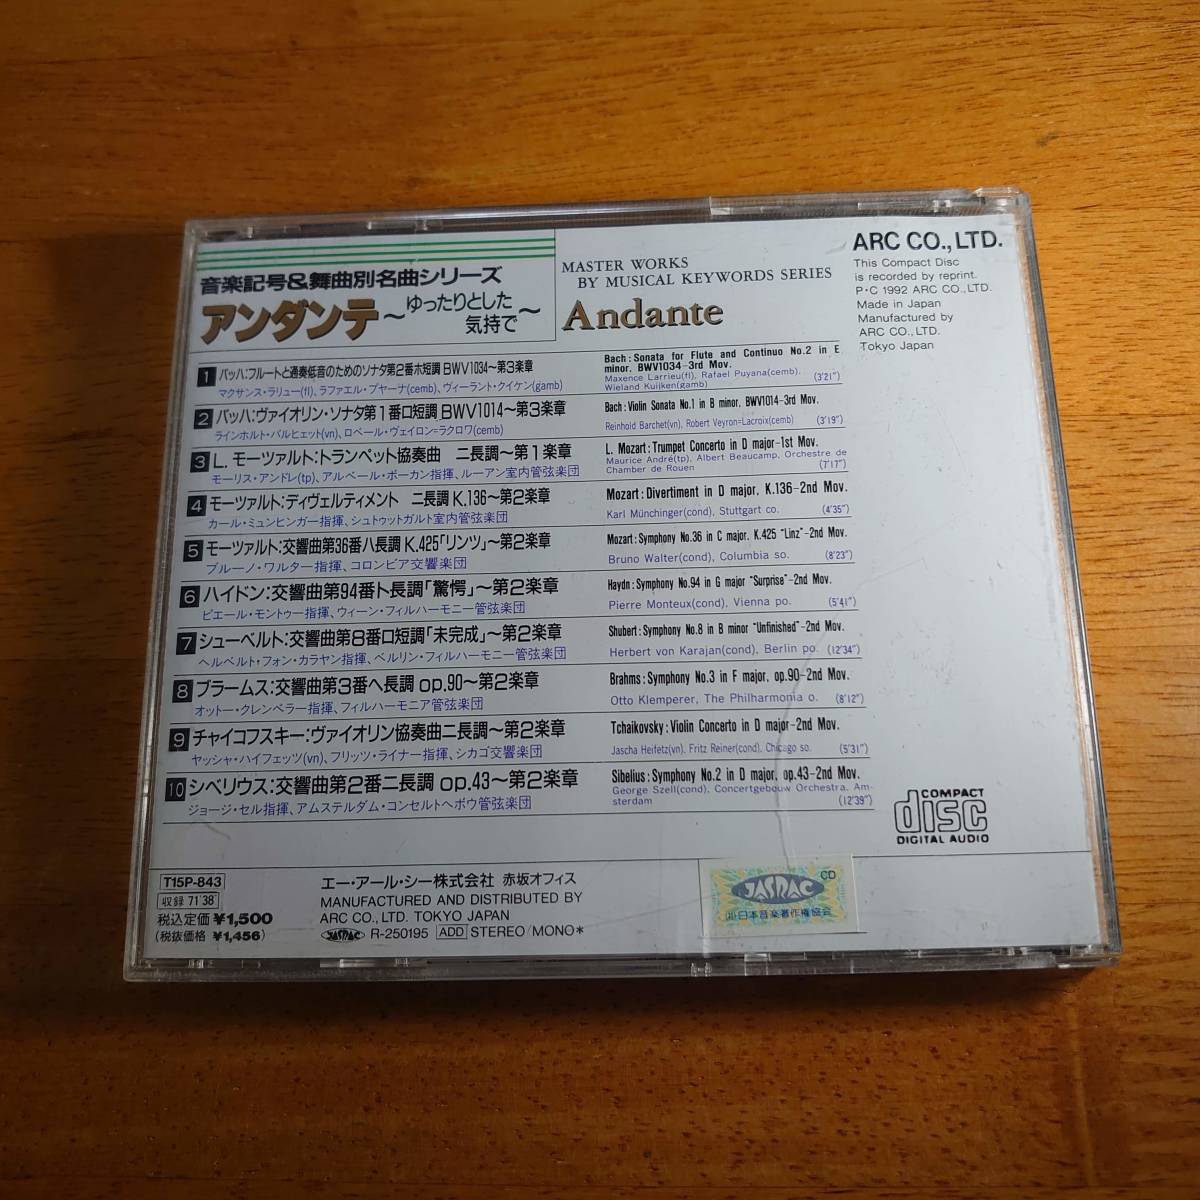 音楽記号&舞曲別名曲シリーズ
アンダンテ〜ゆったりとした
気持で〜
MASTER WORKS
BY MUSICAL KEYWORDS SERIES
Andante
ARC CO., LTD.
This Compact Disc
is recorded by reprint.
P・C 1992 ARC CO., LTD.
Made in Japan
Manufactured by
ARC CO., LTD.
Tokyo Japan
1 バッハ:フルートと通奏低音のためのソナタ第2番ホ短調 BWV1034〜第3楽章
マクサンス・ラリュー(fl)、ラファエル・プヤーナ(cemb)、ヴィーラント・クイケン(gamb)
Bach: Sonata for Flute and Continuo No.2 in E
minor, BWV1034-3rd Mov.
Maxence Larrieu(fl), Rafael Puyana(cemb),
Wieland Kuijken(gamb) (3'21")
2 バッハ:ヴァイオリン・ソナタ第1番ロ短調 BWV1014〜第3楽章
ラインホルト・バルヒェット(vn)、ロベール・ヴェイロン=ラクロワ(cemb)
Bach: Violin Sonata No.1 in B minor, BWV1014-3rd Mov.
Reinhold Barchet(vn), Robert Veyron=Lacroix(cemb) (3'19")
3 L. モーツァルト:トランペット協奏曲 ニ長調〜第1楽章
モーリス・アンドレ(tp)、アルベール・ボーカン指揮、ルーアン室内管弦楽団
L. Mozart: Trumpet Concerto in D major-1st Mov.
Maurice André(tp), Albert Beaucamp, Orchestre de
Chamber de Rouen (7'17")
4 モーツァルト:ディヴェルティメント ニ長調 K.136〜第2楽章
カール・ミュンヒンガー指揮、シュトゥットガルト室内管弦楽団
Mozart: Divertiment in D major, K.136-2nd Mov.
Karl Münchinger(cond), Stuttgart co. (4'35")
5 モーツァルト:交響曲第36番ハ長調 K.425「リンツ」〜第2楽章
ブルーノ・ワルター指揮、コロンビア交響楽団
Mozart: Symphony No.36 in C major, K.425 "Linz"-2nd Mov.
Bruno Walter(cond), Columbia so. (8'23")
6 ハイドン:交響曲第94番ト長調「驚愕」〜第2楽章
ピエール・モントゥー指揮、ウィーン・フィルハーモニー管弦楽団
Haydn: Symphony No.94 in G major "Surprise"-2nd Mov.
Pierre Monteux(cond), Vienna po. (5'41")
7 シューベルト:交響曲第8番ロ短調「未完成」〜第2楽章
ヘルベルト・フォン・カラヤン指揮、ベルリン・フィルハーモニー管弦楽団
Shubert: Symphony No.8 in B minor "Unfinished"-2nd Mov.
Herbert von Karajan(cond), Berlin po. (12'34")
8 ブラームス:交響曲第3番ヘ長調 op.90〜第2楽章
オットー・クレンペラー指揮、フィルハーモニア管弦楽団
Brahms: Symphony No.3 in F major, op.90-2nd Mov.
Otto Klemperer, The Philharmonia o. (8'12")
9 チャイコフスキー:ヴァイオリン協奏曲ニ長調〜第2楽章
ヤッシャ・ハイフェッツ(vn)、フリッツ・ライナー指揮、シカゴ交響楽団
Tchaikovsky: Violin Concerto in D major-2nd Mov.
Jascha Heifetz(vn), Fritz Reiner(cond), Chicago so. (5'31")
10 シベリウス:交響曲第2番ニ長調 op.43〜第2楽章
ジョージ・セル指揮、アムステルダム・コンセルトヘボウ管弦楽団
Sibelius: Symphony No.2 in D major, op.43-2nd Mov.
George Szell(cond), Concertgebouw Orchestra, Am-
sterdam (12'39")
COMPACT
disc
DIGITAL AUDIO
T15P-843
収録 71'38"
税込定価 ¥1,500
(税抜価格 ¥1,456)
エー・アール・シー株式会社 赤坂オフィス
MANUFACTURED AND DISTRIBUTED BY
ARC CO., LTD. TOKYO JAPAN
JASRAC R-250195 ADD STEREO/MONO*
JASRAC
CD
(社)日本音楽著作権協会